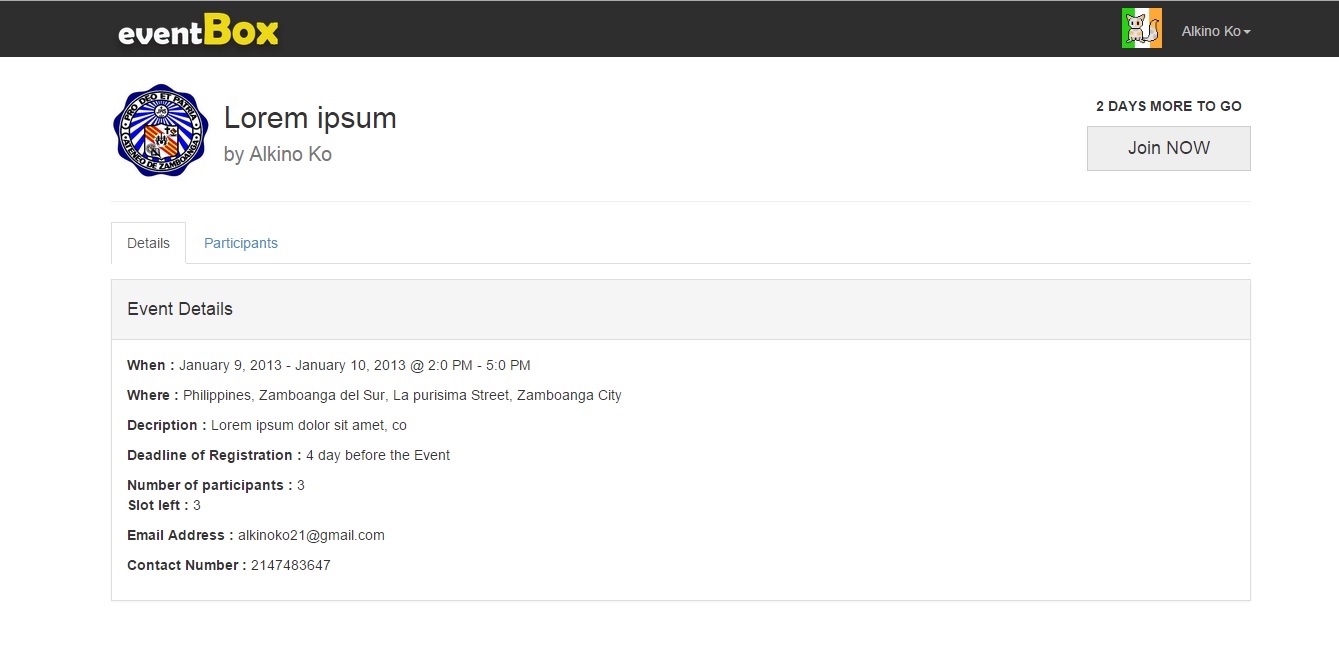 eventBox
Alkino Ko
PRO DEO ET PATRIA
ATENEO DE ZAMBOANGA
Lorem ipsum
by Alkino Ko
2 DAYS MORE TO GO
Join NOW
Details
Participants
Event Details
When : January 9, 2013 - January 10, 2013 @ 2:0 PM - 5:0 PM
Where : Philippines, Zamboanga del Sur, La purisima Street, Zamboanga City
Decription : Lorem ipsum dolor sit amet, co
Deadline of Registration : 4 day before the Event
Number of participants : 3
Slot left : 3
Email Address : alkinoko21@gmail.com
Contact Number : 2147483647